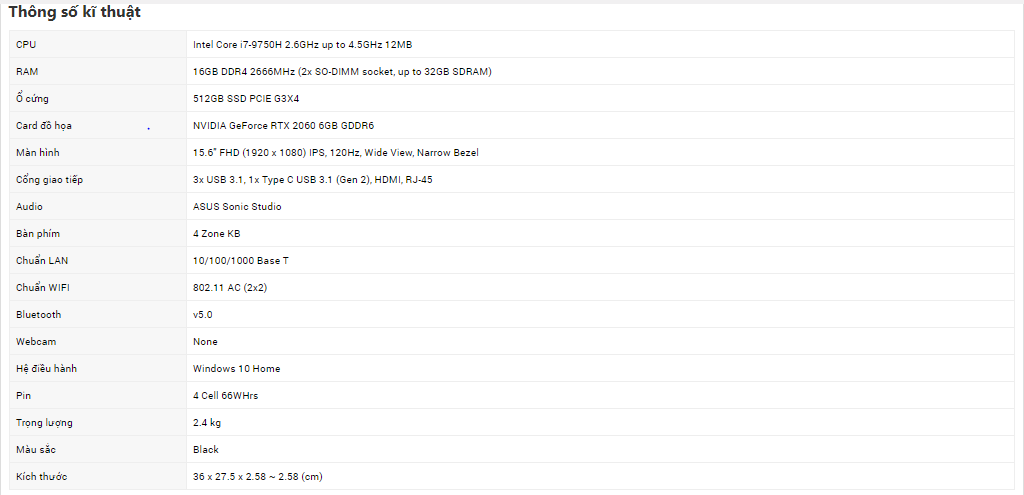 Thông số kĩ thuật
CPU Intel Core i7-9750H 2.6GHz up to 4.5GHz 12MB
RAM 16GB DDR4 2666MHz (2x SO-DIMM socket, up to 32GB SDRAM)
Ổ cứng 512GB SSD PCIE G3X4
Card đồ họa NVIDIA GeForce RTX 2060 6GB GDDR6
Màn hình 15.6" FHD (1920 x 1080) IPS, 120Hz, Wide View, Narrow Bezel
Cổng giao tiếp 3x USB 3.1, 1x Type C USB 3.1 (Gen 2), HDMI, RJ-45
Audio ASUS Sonic Studio
Bàn phím 4 Zone KB
Chuẩn LAN 10/100/1000 Base T
Chuẩn WIFI 802.11 AC (2x2)
Bluetooth v5.0
Webcam None
Hệ điều hành Windows 10 Home
Pin 4 Cell 66WHrs
Trọng lượng 2.4 kg
Màu sắc Black
Kích thước 36 x 27.5 x 2.58 ~ 2.58 (cm)